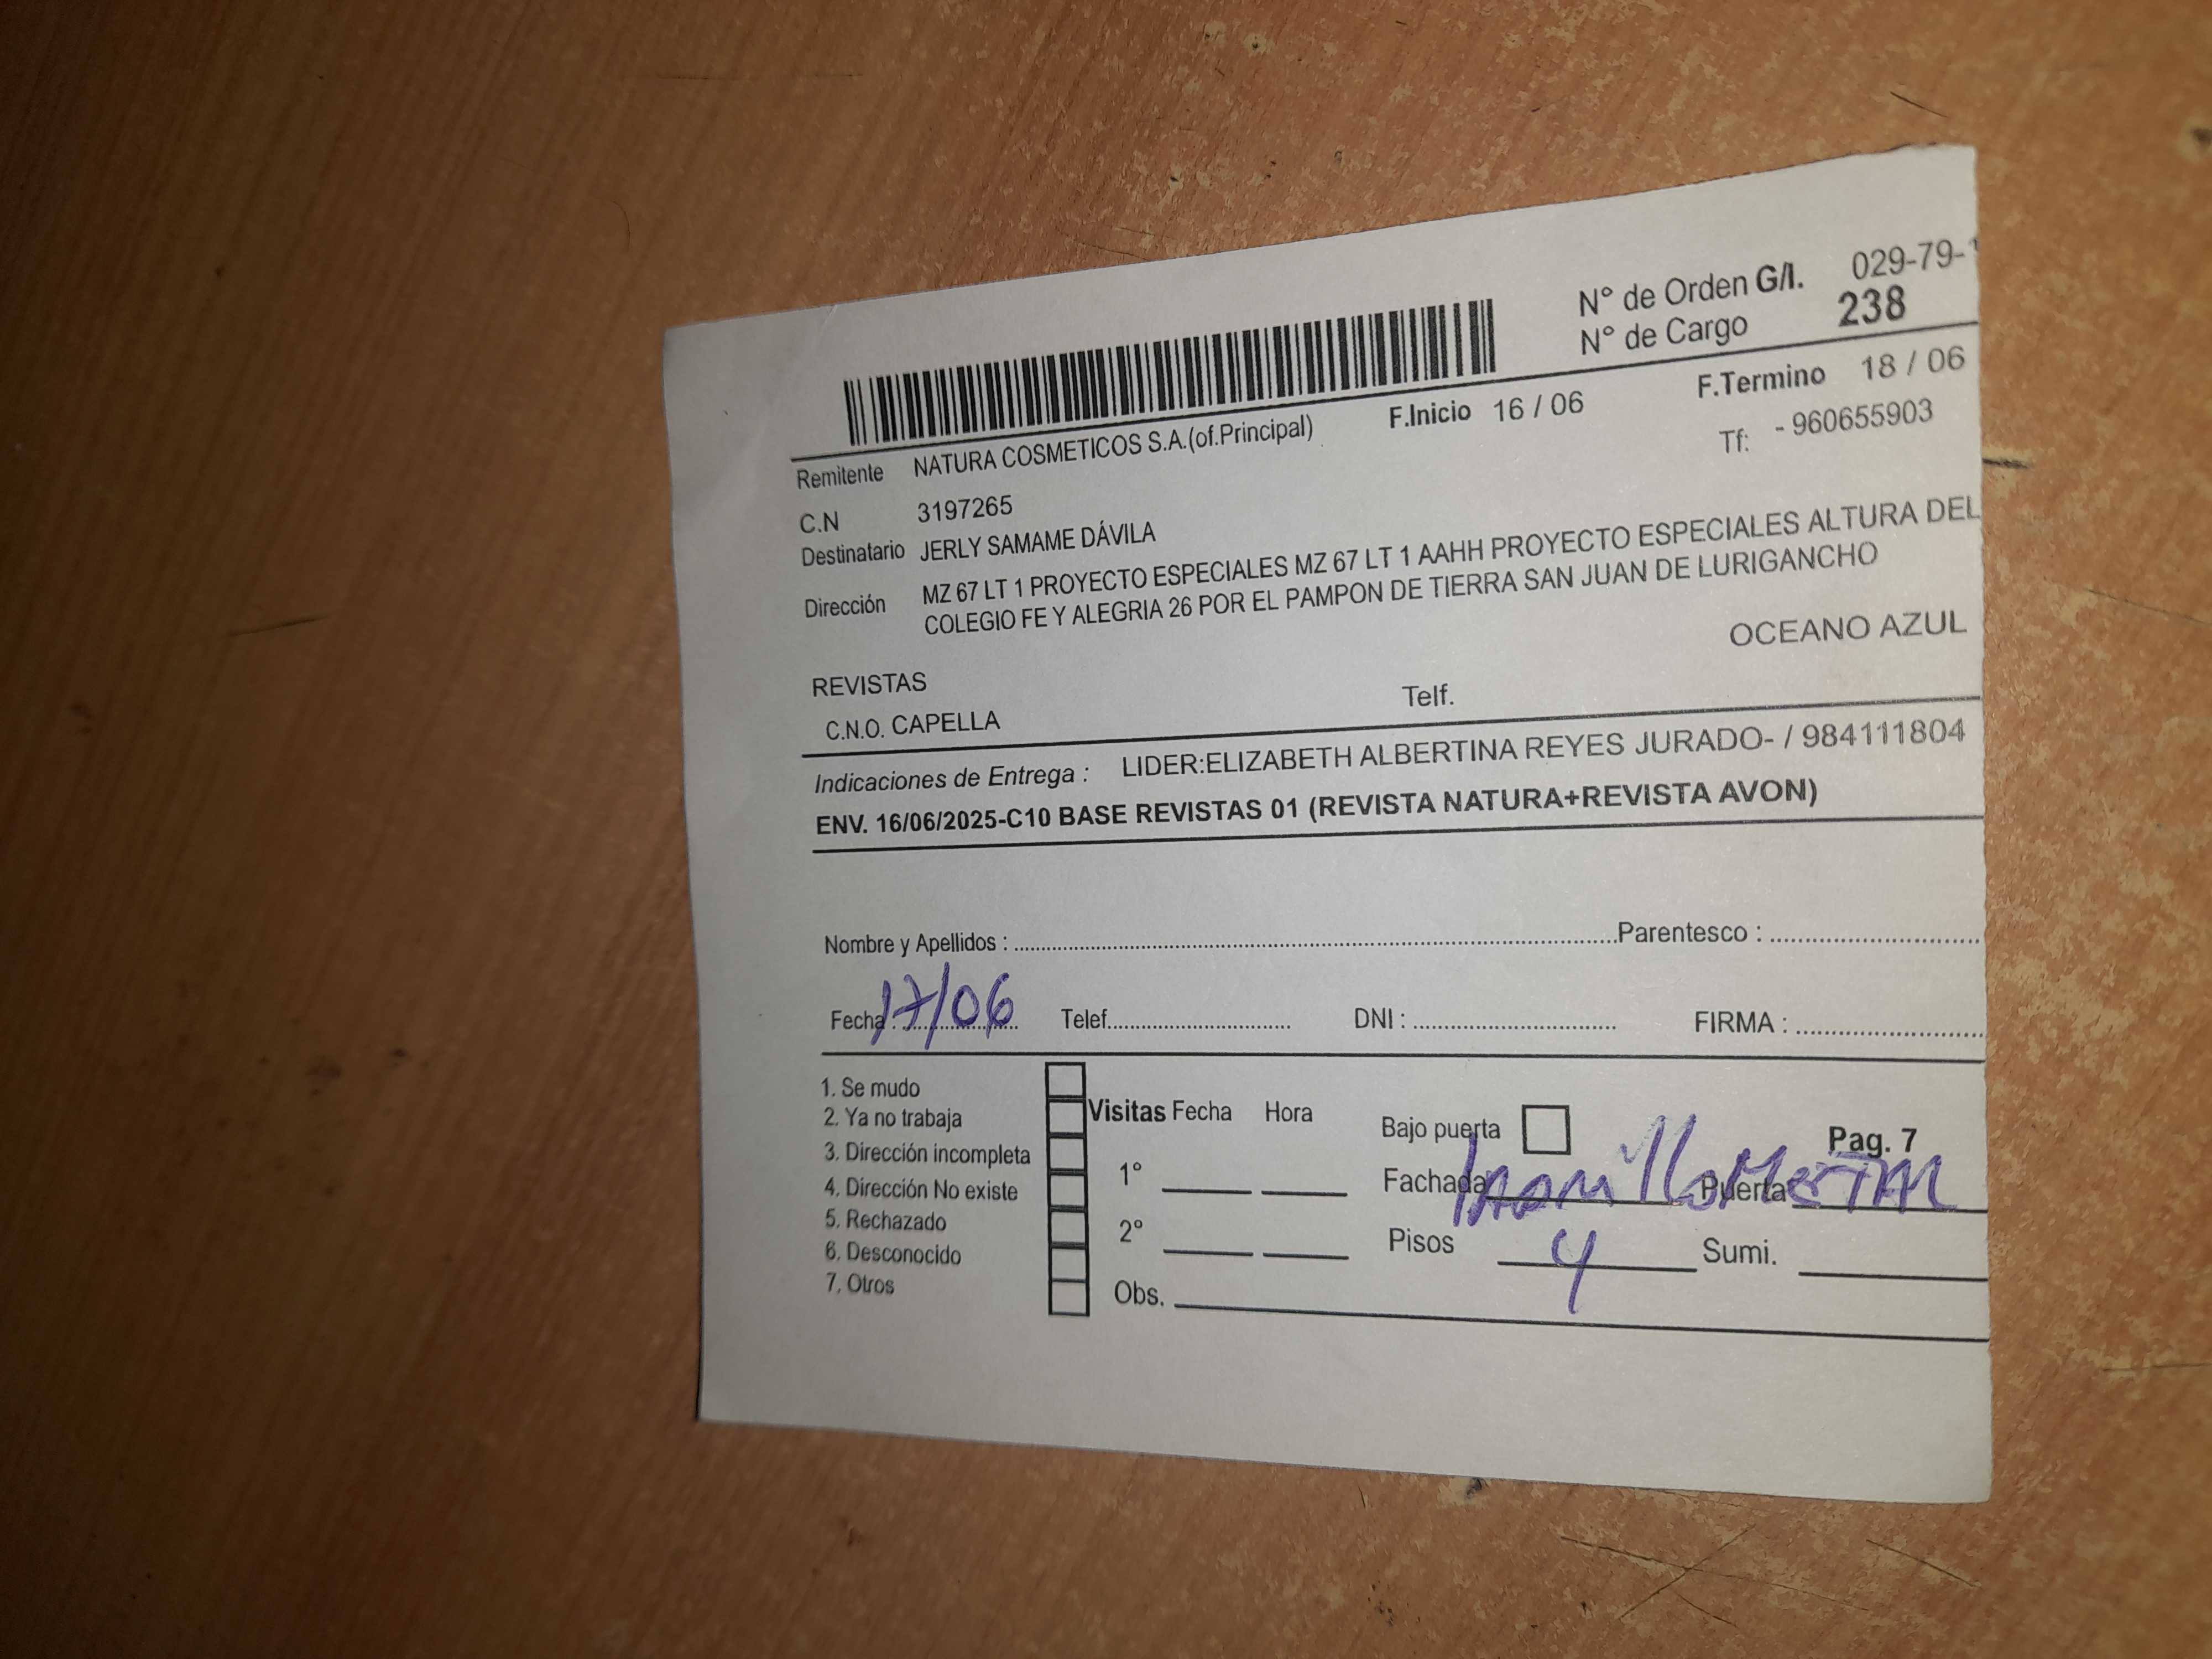 N° de Orden G/I. 029-79-
N° de Cargo 238
F.Inicio 16 / 06 F.Termino 18 / 06
Remitente NATURA COSMETICOS S.A.(of.Principal) Tf: - 960655903
C.N 3197265
Destinatario JERLY SAMAME DÁVILA
Dirección MZ 67 LT 1 PROYECTO ESPECIALES MZ 67 LT 1 AAHH PROYECTO ESPECIALES ALTURA DEL
COLEGIO FE Y ALEGRIA 26 POR EL PAMPON DE TIERRA SAN JUAN DE LURIGANCHO
OCEANO AZUL
REVISTAS
C.N.O. CAPELLA Telf.
Indicaciones de Entrega : LIDER:ELIZABETH ALBERTINA REYES JURADO- / 984111804
ENV. 16/06/2025-C10 BASE REVISTAS 01 (REVISTA NATURA+REVISTA AVON)
Nombre y Apellidos : Parentesco :
Fecha : 17/06 Telef. DNI : FIRMA :
1. Se mudo
2. Ya no trabaja
3. Dirección incompleta
4. Dirección No existe
5. Rechazado
6. Desconocido
7. Otros
Visitas Fecha Hora
1°
2°
Obs.
Bajo puerta Pag. 7
Fachada Puerta Metal
Pisos 4 Sumi.